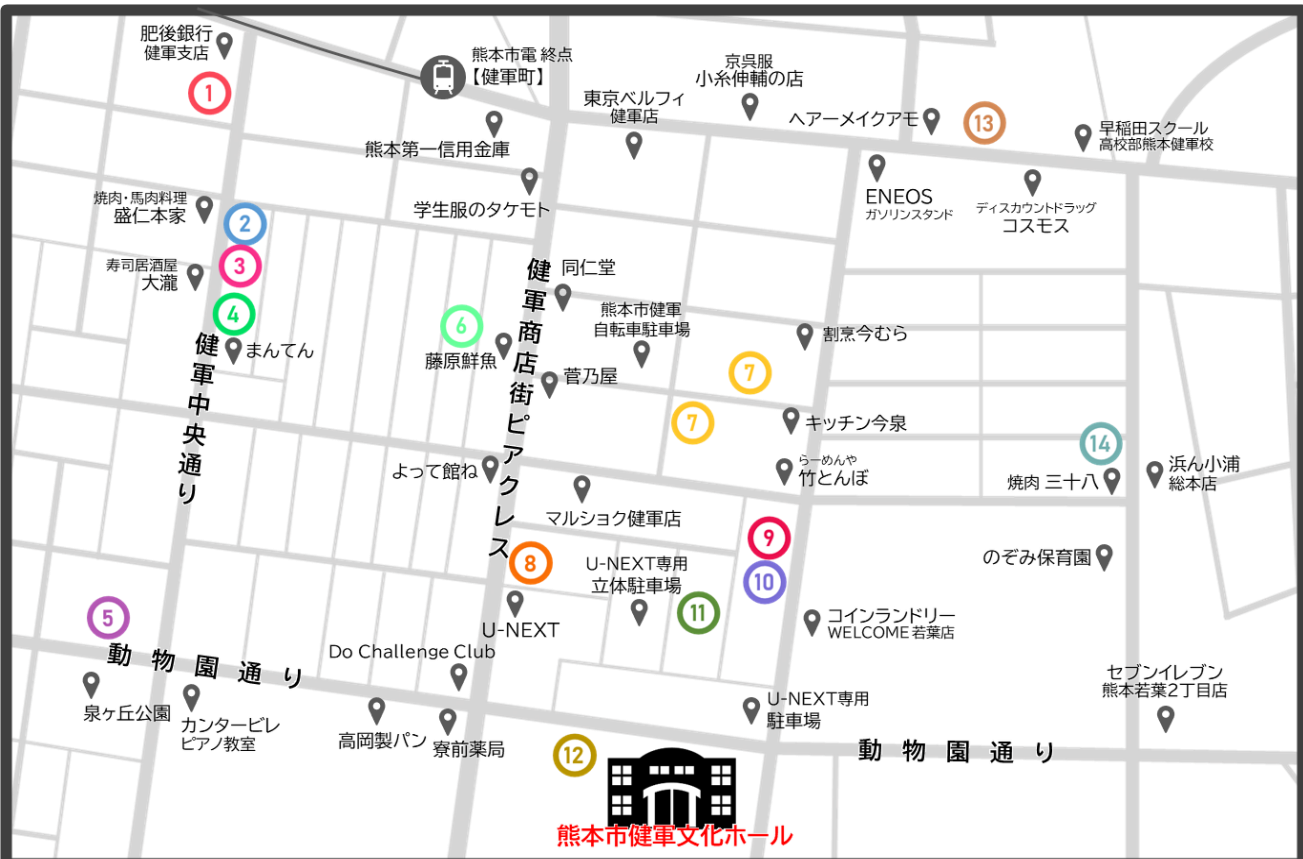 肥後銀行
健軍支店
1
熊本市電 終点
【健軍町】
京呉服
小糸伸輔の店
東京ベルフィ
健軍店
ヘアーメイクアモ
13
早稲田スクール
高校部熊本健軍校
熊本第一信用金庫
学生服のタケモト
ENEOS
ガソリンスタンド
ディスカウントドラッグ
コスモス
焼肉・馬肉料理
盛仁本家
2
寿司居酒屋
大瀧
3
4
まんてん
健軍中央通り
健軍商店街ピアクレス
同仁堂
熊本市健軍
自転車駐車場
6
藤原鮮魚
菅乃屋
割烹今むら
7
7
キッチン今泉
らーめんや
竹とんぼ
14
焼肉 三十八
浜ん小浦
総本店
よって館ね
マルショク健軍店
8
U-NEXT専用
立体駐車場
9
10
11
のぞみ保育園
U-NEXT
コインランドリー
WELCOME若葉店
5
動物園通り
Do Challenge Club
泉ヶ丘公園
カンタービレ
ピアノ教室
高岡製パン
寮前薬局
U-NEXT専用
駐車場
セブンイレブン
熊本若葉2丁目店
12
動物園通り
熊本市健軍文化ホール